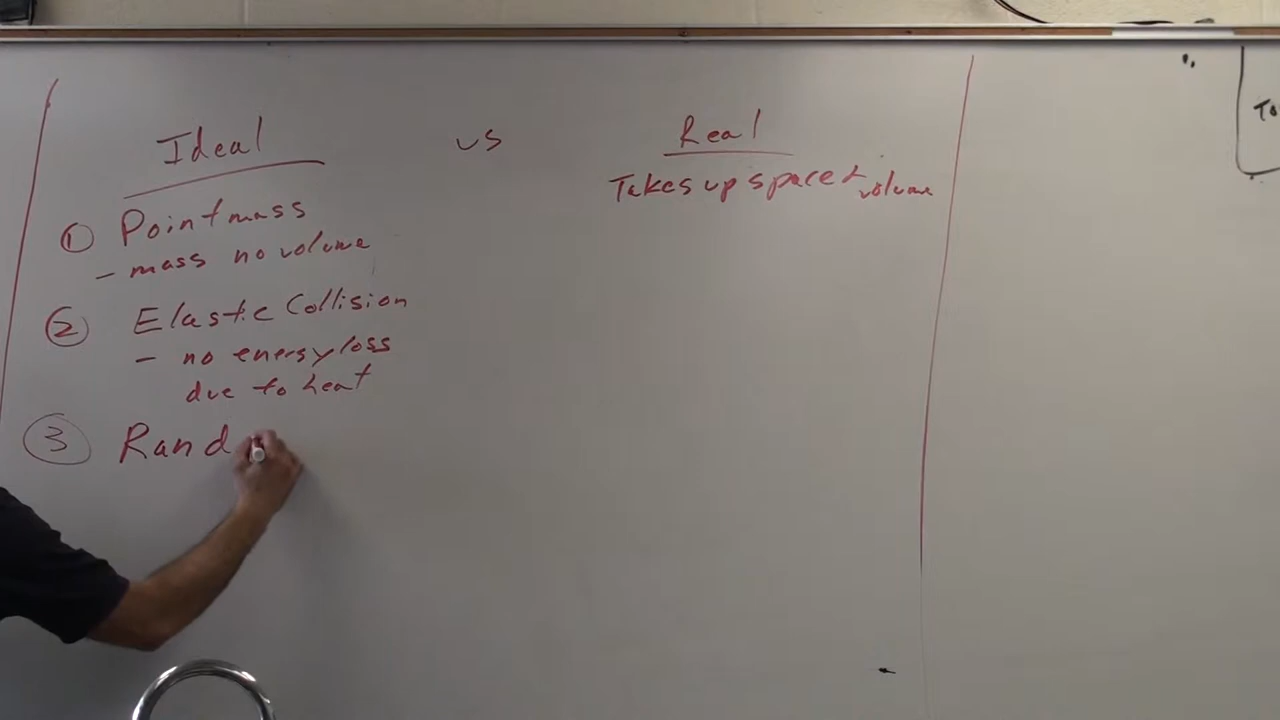 Ideal vs Real
Takes up space + volume
① Point mass
- mass no volume
② Elastic Collision
- no energy loss
due to heat
③ Rand
To